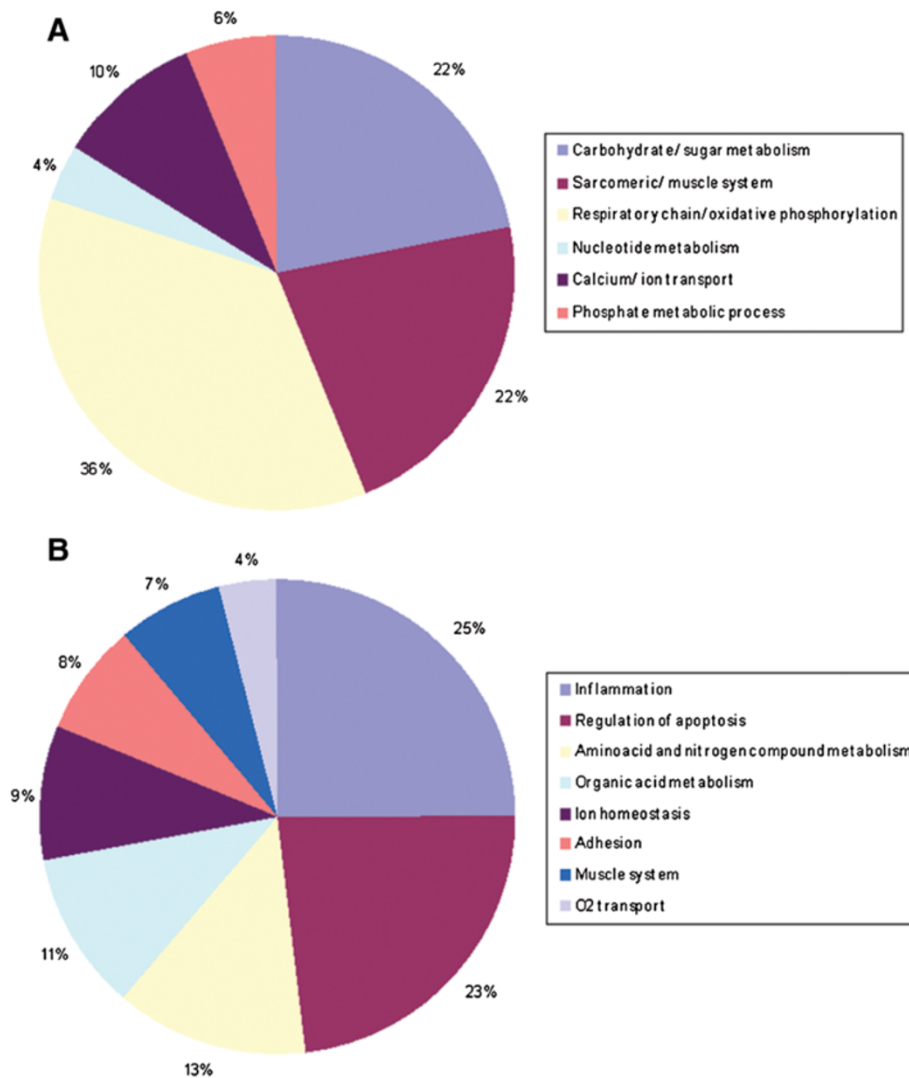 A
6%
22%
10%
4%
22%
36%
Carbohydrate/ sugar metabolism
Sarcomeric/ muscle system
Respiratory chain/oxidative phosphorylation
Nucleotide metabolism
Calcium/ ion transport
Phosphate metabolic process
B
4%
7%
25%
8%
9%
11%
23%
13%
Inflammation
Regulation of apoptosis
Aminoacid and nitrogen compound metabolism
Organic acid metabolism
Ion homeostasis
Adhesion
Muscle system
O2 transport